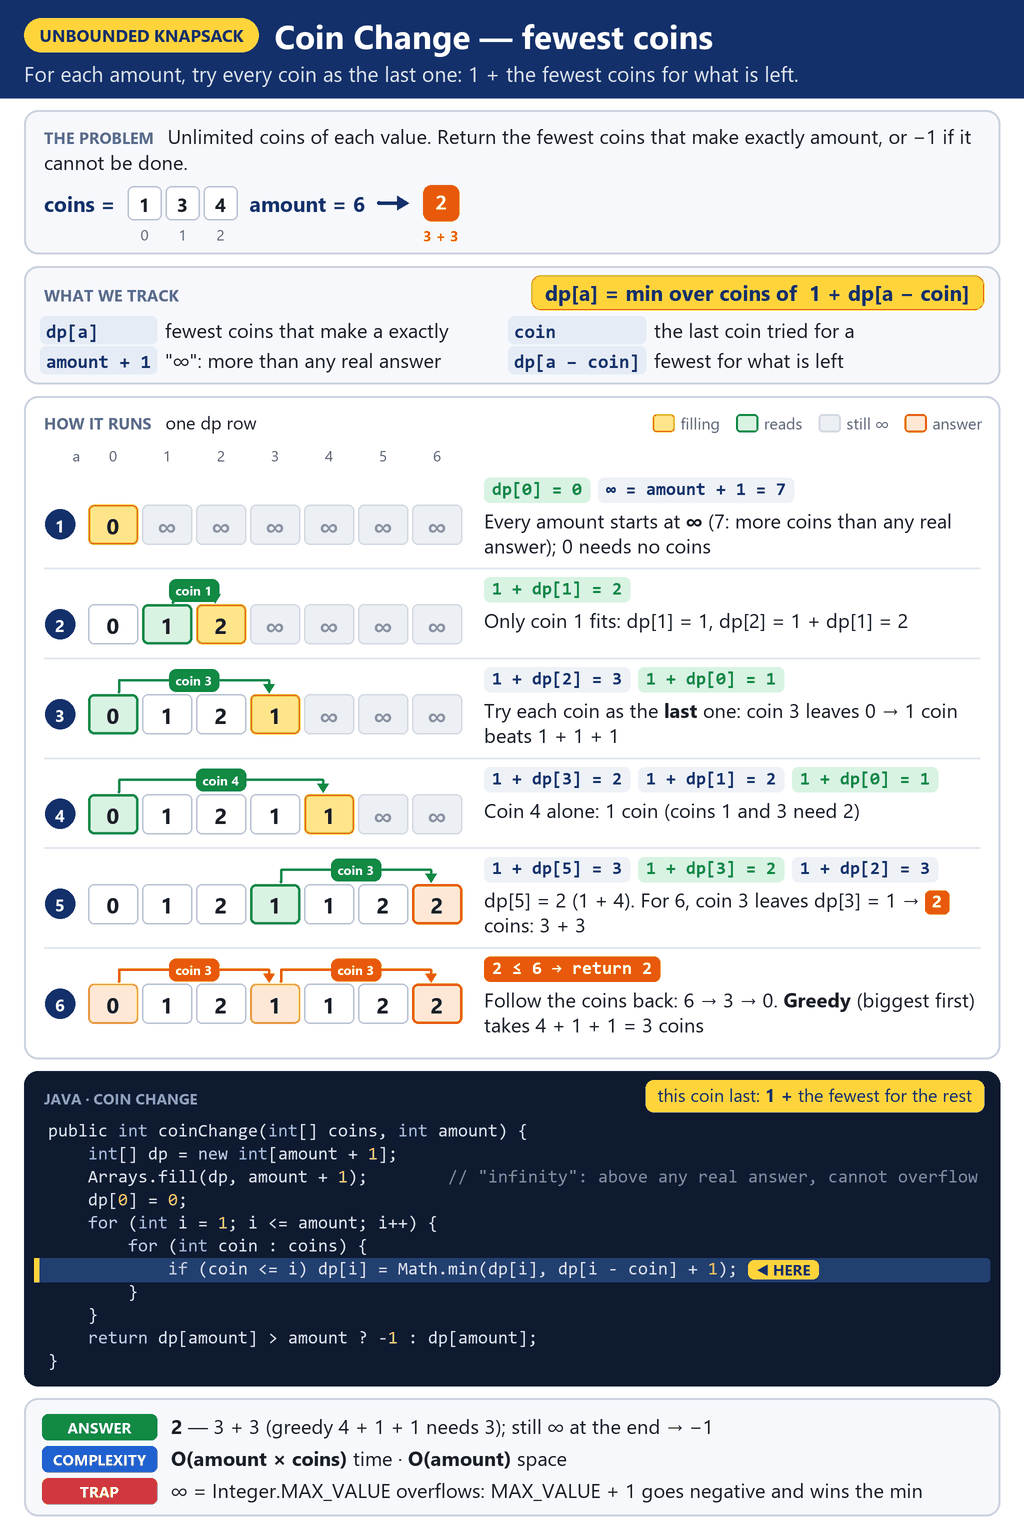 UNBOUNDED KNAPSACK Coin Change — fewest coins
For each amount, try every coin as the last one: 1 + the fewest coins for what is left.
THE PROBLEM Unlimited coins of each value. Return the fewest coins that make exactly amount, or −1 if it
cannot be done.
coins = 1 3 4 amount = 6 → 2
0 1 2 3 + 3
WHAT WE TRACK dp[a] = min over coins of 1 + dp[a − coin]
dp[a] fewest coins that make a exactly coin the last coin tried for a
amount + 1 "∞": more than any real answer dp[a − coin] fewest for what is left
HOW IT RUNS one dp row filling reads still ∞ answer
a 0 1 2 3 4 5 6
dp[0] = 0 ∞ = amount + 1 = 7
1 0 ∞ ∞ ∞ ∞ ∞ ∞ Every amount starts at ∞ (7: more coins than any real
answer); 0 needs no coins
coin 1 1 + dp[1] = 2
2 0 1 2 ∞ ∞ ∞ ∞ Only coin 1 fits: dp[1] = 1, dp[2] = 1 + dp[1] = 2
coin 3 1 + dp[2] = 3 1 + dp[0] = 1
3 0 1 2 1 ∞ ∞ ∞ Try each coin as the last one: coin 3 leaves 0 → 1 coin
beats 1 + 1 + 1
coin 4 1 + dp[3] = 2 1 + dp[1] = 2 1 + dp[0] = 1
4 0 1 2 1 1 ∞ ∞ Coin 4 alone: 1 coin (coins 1 and 3 need 2)
coin 3 1 + dp[5] = 3 1 + dp[3] = 2 1 + dp[2] = 3
5 0 1 2 1 1 2 2 dp[5] = 2 (1 + 4). For 6, coin 3 leaves dp[3] = 1 → 2
coins: 3 + 3
coin 3 coin 3 2 ≤ 6 → return 2
6 0 1 2 1 1 2 2 Follow the coins back: 6 → 3 → 0. Greedy (biggest first)
takes 4 + 1 + 1 = 3 coins
JAVA · COIN CHANGE this coin last: 1 + the fewest for the rest
public int coinChange(int[] coins, int amount) {
    int[] dp = new int[amount + 1];
    Arrays.fill(dp, amount + 1);        // "infinity": above any real answer, cannot overflow
    dp[0] = 0;
    for (int i = 1; i <= amount; i++) {
        for (int coin : coins) {
            if (coin <= i) dp[i] = Math.min(dp[i], dp[i - coin] + 1); ◀ HERE
        }
    }
    return dp[amount] > amount ? -1 : dp[amount];
}
ANSWER 2 — 3 + 3 (greedy 4 + 1 + 1 needs 3); still ∞ at the end → −1
COMPLEXITY O(amount × coins) time · O(amount) space
TRAP ∞ = Integer.MAX_VALUE overflows: MAX_VALUE + 1 goes negative and wins the min